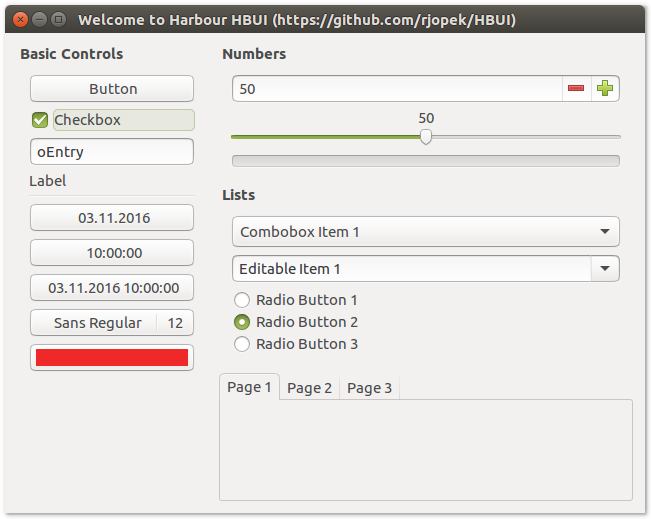 Welcome to Harbour HBUI (https://github.com/rjopek/HBUI)
Basic Controls
Button
Checkbox
oEntry
Label
03.11.2016
10:00:00
03.11.2016 10:00:00
Sans Regular 12
Numbers
50
50
Lists
Combobox Item 1
Editable Item 1
Radio Button 1
Radio Button 2
Radio Button 3
Page 1 Page 2 Page 3